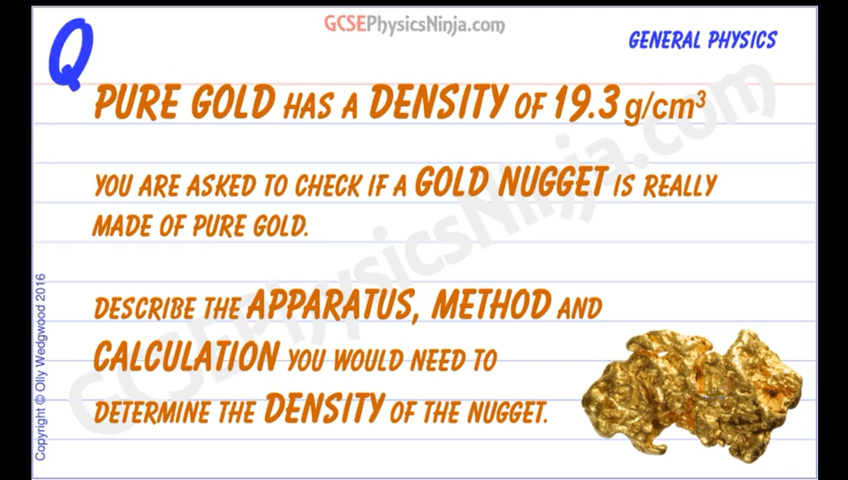 GCSEPhysicsNinja.com
Q
GENERAL PHYSICS
PURE GOLD HAS A DENSITY OF 19.3 g/cm³
YOU ARE ASKED TO CHECK IF A GOLD NUGGET IS REALLY
MADE OF PURE GOLD.
DESCRIBE THE APPARATUS, METHOD AND
CALCULATION YOU WOULD NEED TO
DETERMINE THE DENSITY OF THE NUGGET.
Copyright © Olly Wedgwood 2016
GCSEPhysicsNinja.com